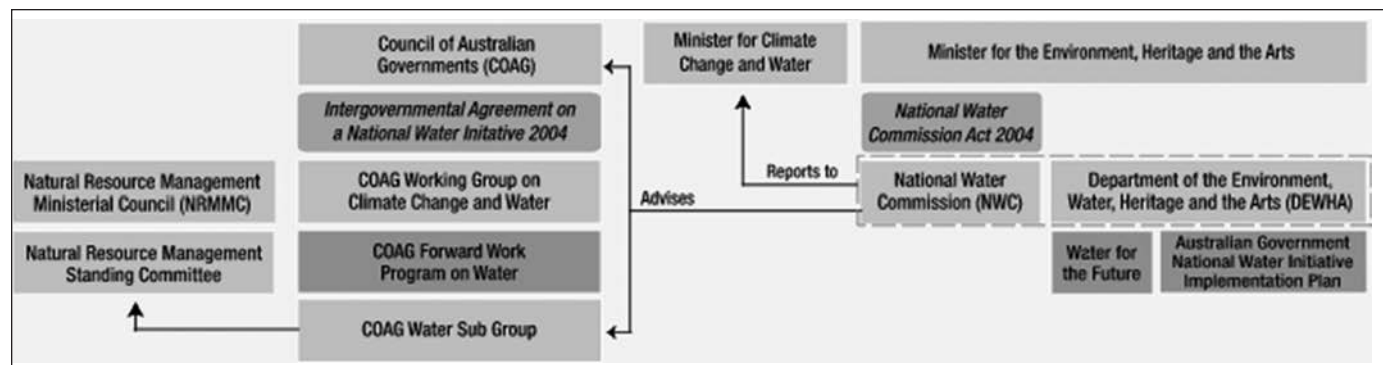 Council of Australian
Governments (COAG)
Minister for Climate
Change and Water
Minister for the Environment, Heritage and the Arts
Intergovernmental Agreement on
a National Water Initative 2004
National Water
Commission Act 2004
Natural Resource Management
Ministerial Council (NRMMC)
COAG Working Group on
Climate Change and Water
Advises
Reports to
National Water
Commission (NWC)
Department of the Environment,
Water, Heritage and the Arts (DEWHA)
Natural Resource Management
Standing Committee
COAG Forward Work
Program on Water
Water for
the Future
Australian Government
National Water Initiative
Implementation Plan
COAG Water Sub Group